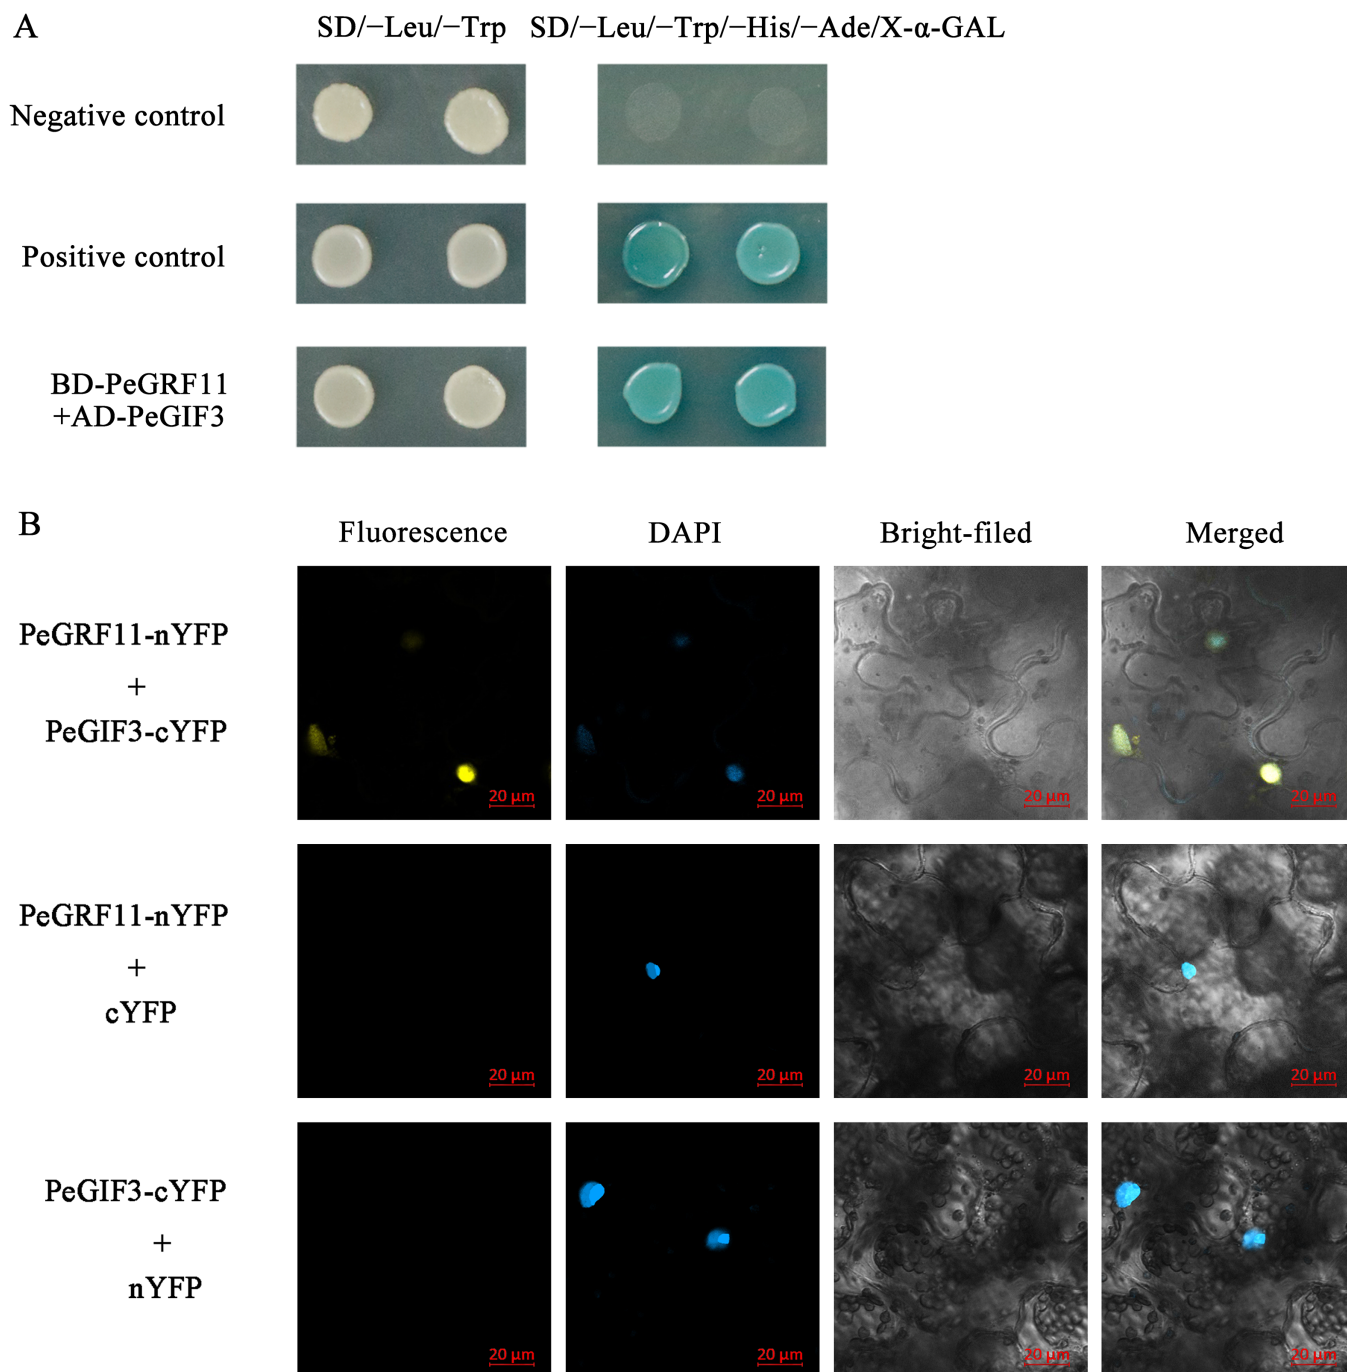 A
SD/−Leu/−Trp
SD/−Leu/−Trp/−His/−Ade/X-α-GAL
Negative control
Positive control
BD-PeGRF11
+AD-PeGIF3
B
Fluorescence
DAPI
Bright-filed
Merged
PeGRF11-nYFP
+
PeGIF3-cYFP
20 μm
20 μm
20 μm
20 μm
PeGRF11-nYFP
+
cYFP
20 μm
20 μm
20 μm
20 μm
PeGIF3-cYFP
+
nYFP
20 μm
20 μm
20 μm
20 μm